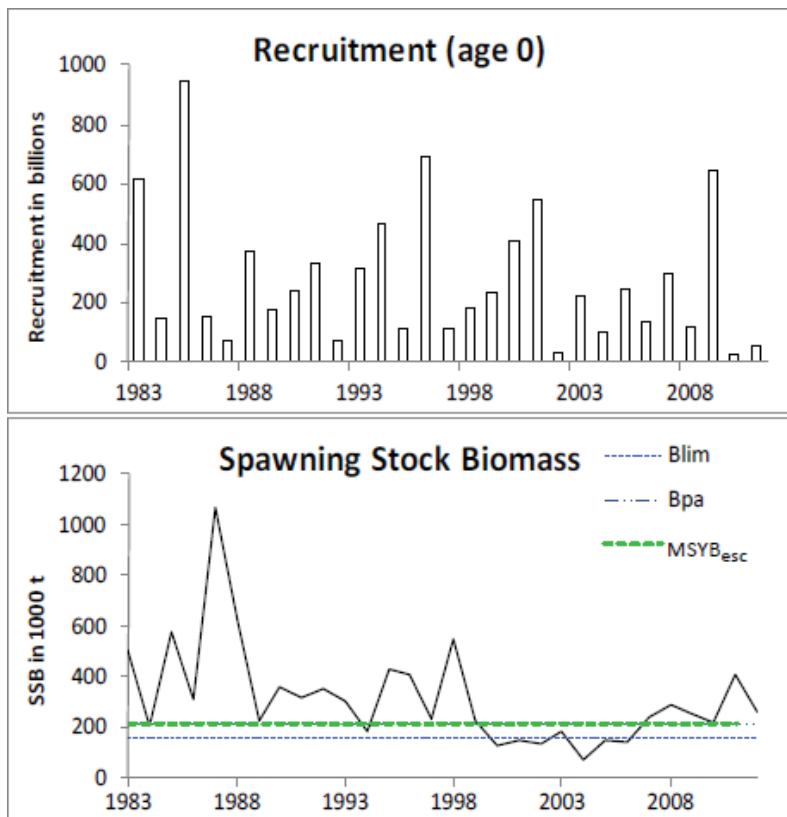 Recruitment (age 0)
Recruitment in billions
1000
800
600
400
200
0
1983 1988 1993 1998 2003 2008
Spawning Stock Biomass
Blim
Bpa
MSYBesc
SSB in 1000 t
1200
1000
800
600
400
200
0
1983 1988 1993 1998 2003 2008